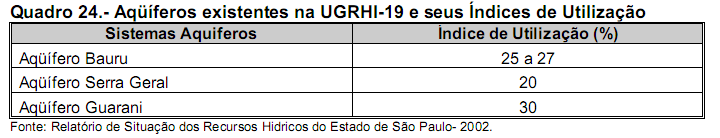 Quadro 24.- Aqüíferos existentes na UGRHI-19 e seus Índices de Utilização
Sistemas Aquiferos Índice de Utilização (%)
Aqüífero Bauru 25 a 27
Aqüífero Serra Geral 20
Aqüífero Guarani 30
Fonte: Relatório de Situação dos Recursos Hidricos do Estado de São Paulo- 2002.